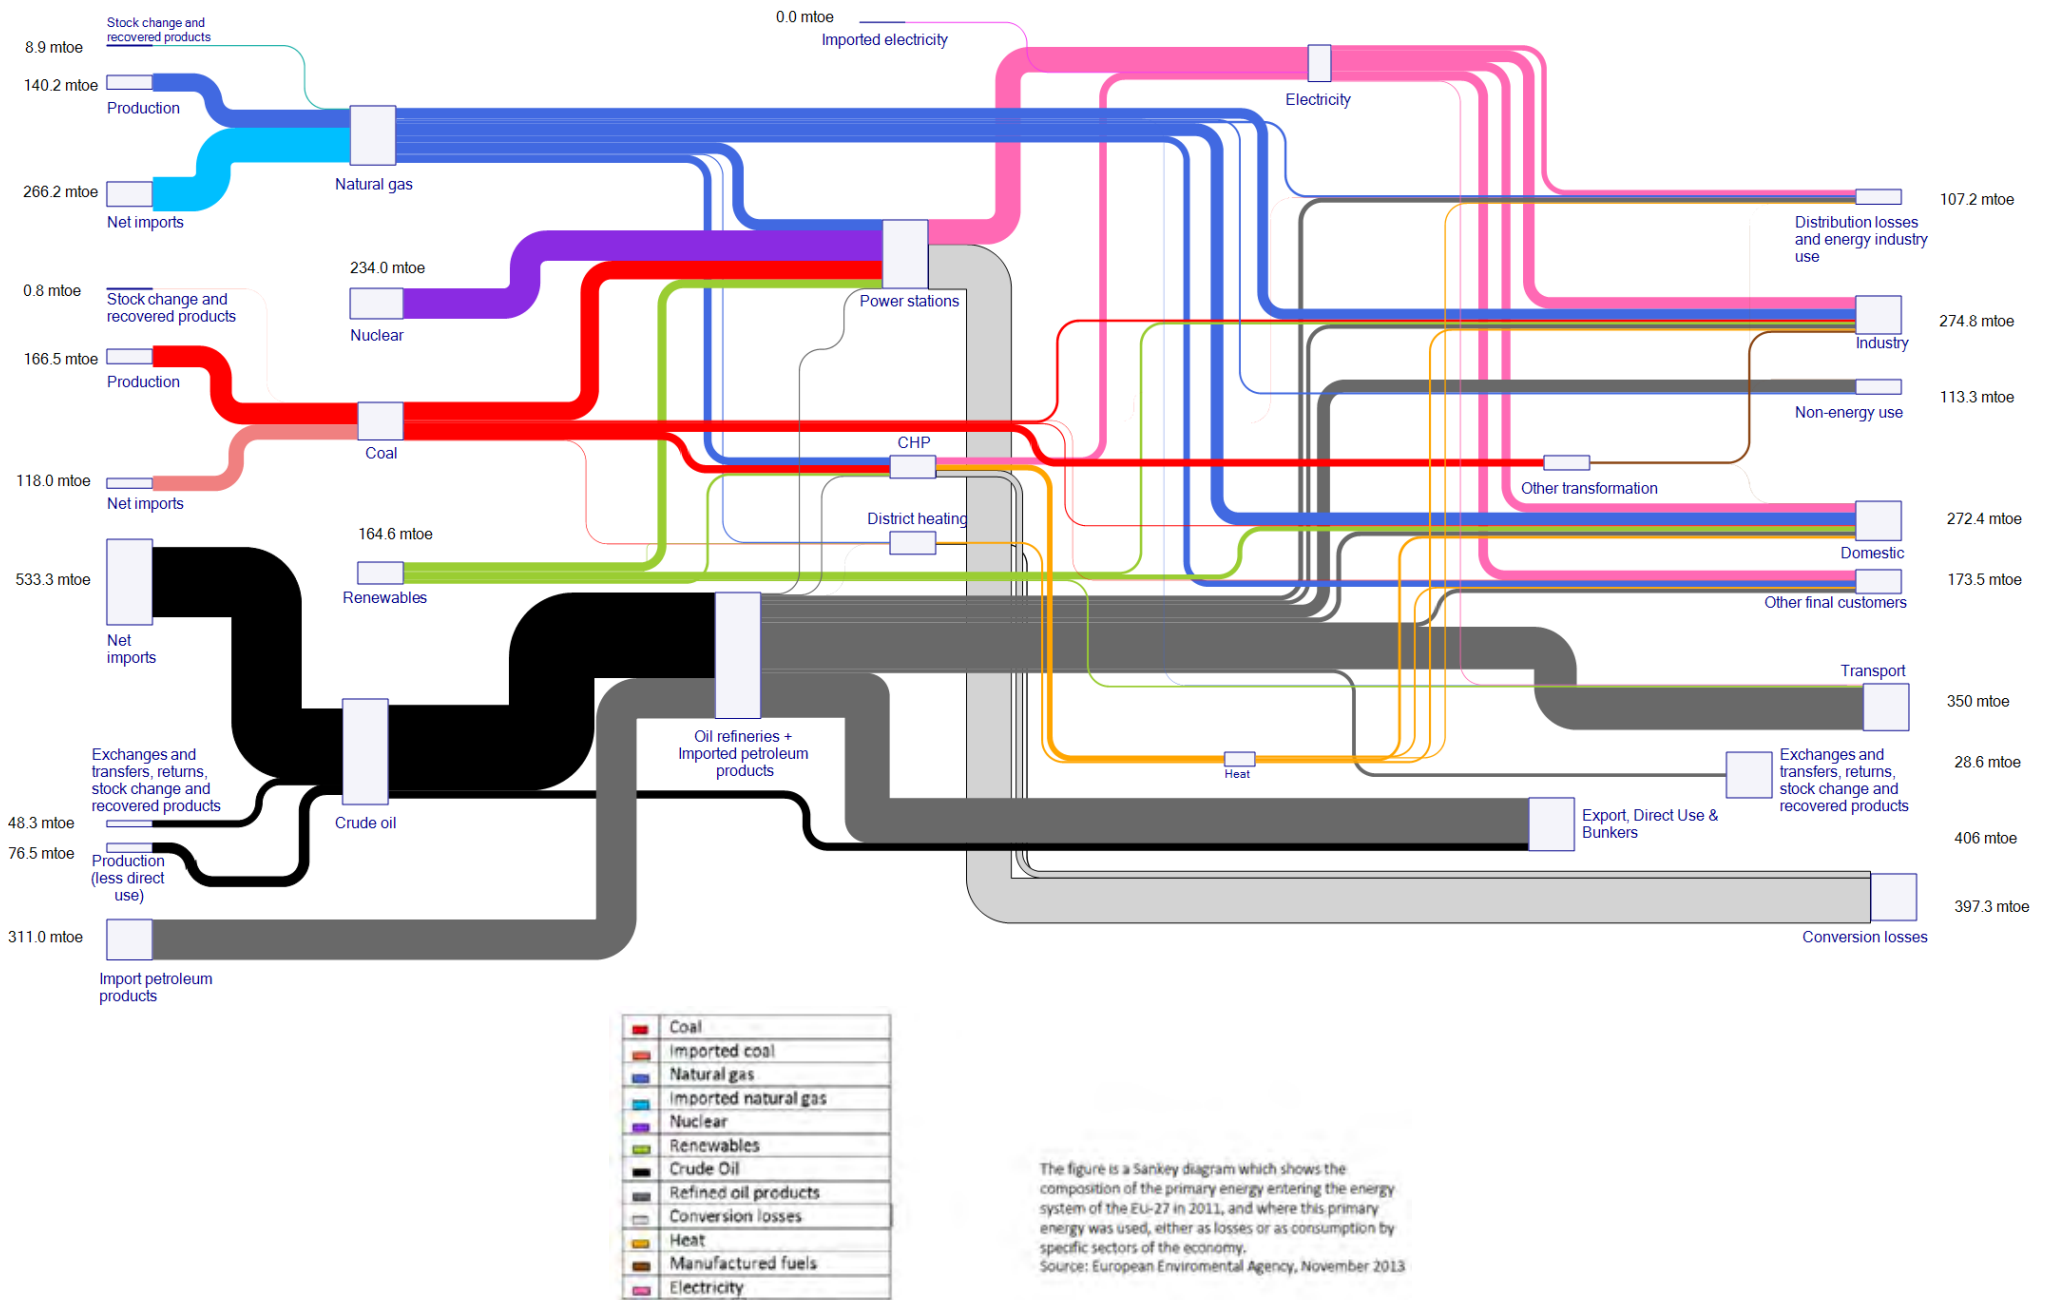 Stock change and
recovered products
8.9 mtoe
140.2 mtoe
Production
266.2 mtoe
Net imports
Natural gas
0.0 mtoe
Imported electricity
Electricity
234.0 mtoe
Nuclear
Power stations
0.8 mtoe
Stock change and
recovered products
166.5 mtoe
Production
118.0 mtoe
Net imports
Coal
CHP
District heating
164.6 mtoe
Renewables
533.3 mtoe
Net
imports
Exchanges and
transfers, returns,
stock change and
recovered products
48.3 mtoe
76.5 mtoe
Production
(less direct
use)
Crude oil
311.0 mtoe
Import petroleum
products
Oil refineries +
Imported petroleum
products
Heat
Other transformation
107.2 mtoe
Distribution losses
and energy industry
use
274.8 mtoe
Industry
113.3 mtoe
Non-energy use
272.4 mtoe
Domestic
173.5 mtoe
Other final customers
Transport
350 mtoe
Exchanges and
transfers, returns,
stock change and
recovered products
28.6 mtoe
Export, Direct Use &
Bunkers
406 mtoe
397.3 mtoe
Conversion losses
Coal
Imported coal
Natural gas
Imported natural gas
Nuclear
Renewables
Crude Oil
Refined oil products
Conversion losses
Heat
Manufactured fuels
Electricity
The figure is a Sankey diagram which shows the
composition of the primary energy entering the energy
system of the EU-27 in 2011, and where this primary
energy was used, either as losses or as consumption by
specific sectors of the economy.
Source: European Enviromental Agency, November 2013